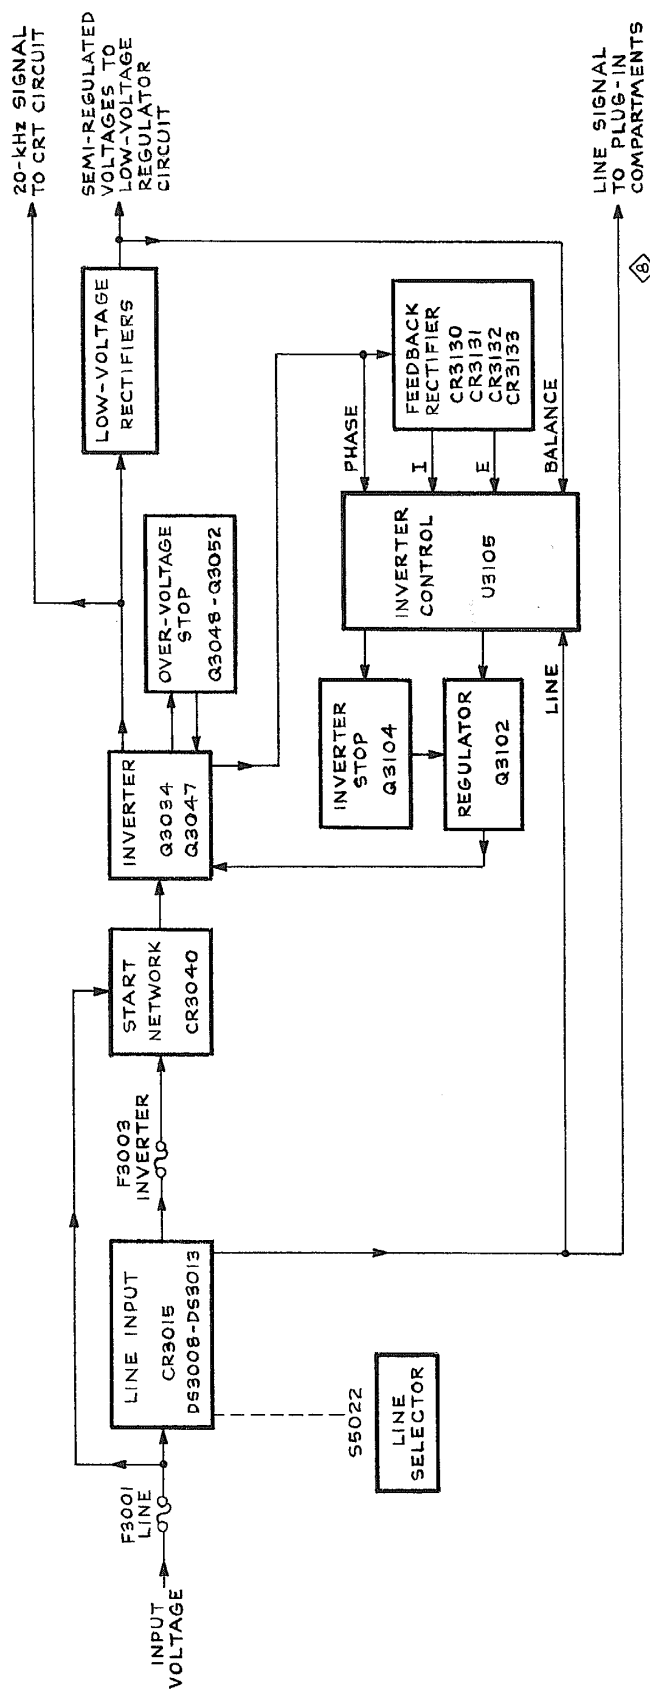 INPUT
VOLTAGE
F3001
LINE
LINE INPUT
CR3015
DS3008-DS3013
S5022
LINE
SELECTOR
F3003
INVERTER
START
NETWORK
CR3040
INVERTER
Q3034
Q3047
OVER-VOLTAGE
STOP
Q3048-Q3052
LOW-VOLTAGE
RECTIFIERS
20-kHz SIGNAL
TO CRT CIRCUIT
SEMI-REGULATED
VOLTAGES TO
LOW-VOLTAGE
REGULATOR
CIRCUIT
INVERTER
STOP
Q3104
REGULATOR
Q3102
LINE
INVERTER
CONTROL
U3105
PHASE
I
E
BALANCE
FEEDBACK
RECTIFIER
CR3130
CR3131
CR3132
CR3133
LINE SIGNAL
TO PLUG-IN
COMPARTMENTS
8